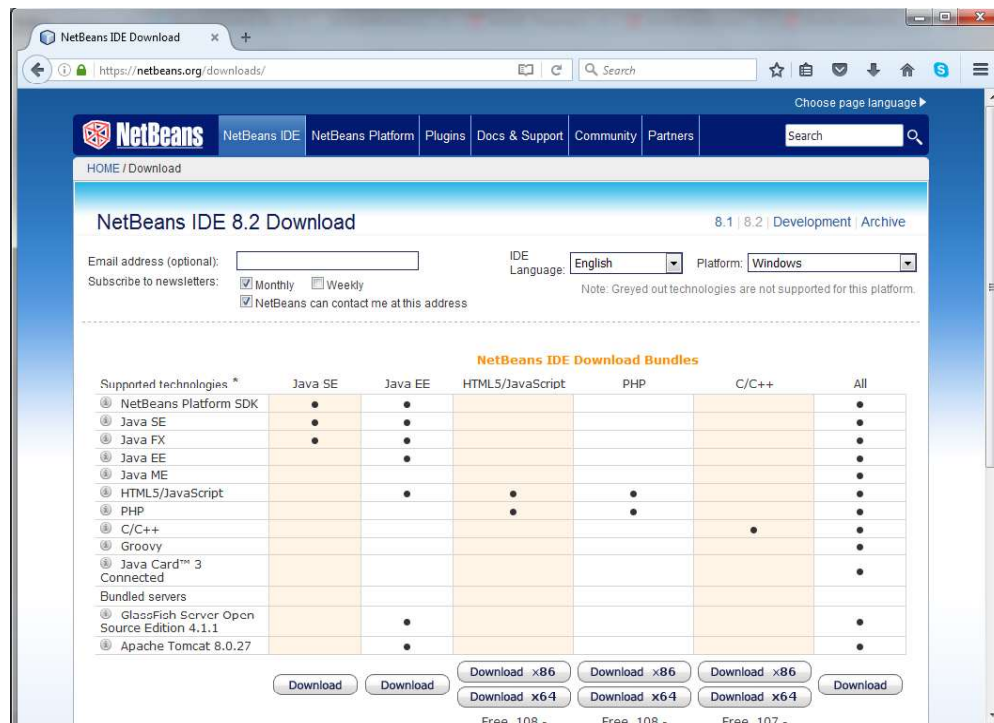 NetBeans IDE Download
https://netbeans.org/downloads/
Search
Choose page language
NetBeans
NetBeans IDE NetBeans Platform Plugins Docs & Support Community Partners Search
HOME / Download
NetBeans IDE 8.2 Download
8.1 | 8.2 | Development | Archive
Email address (optional):
Subscribe to newsletters: Monthly Weekly
NetBeans can contact me at this address
IDE Language: English
Platform: Windows
Note: Greyed out technologies are not supported for this platform.
NetBeans IDE Download Bundles
Supported technologies * Java SE Java EE HTML5/JavaScript PHP C/C++ All
NetBeans Platform SDK • • •
Java SE • • •
Java FX • • •
Java EE • •
Java ME •
HTML5/JavaScript • • • •
PHP • • •
C/C++ • •
Groovy •
Java Card™ 3
Connected •
Bundled servers
GlassFish Server Open
Source Edition 4.1.1 • •
Apache Tomcat 8.0.27 • •
Download Download Download x86 Download x86 Download x86 Download
Download x64 Download x64 Download x64
Free, 108 - Free, 108 - Free, 107 -